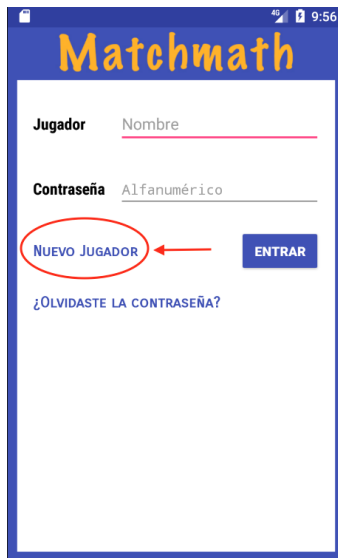 4G 9:56
Matchmath
Jugador Nombre
Contraseña Alfanumérico
NUEVO JUGADOR ENTRAR
¿OLVIDASTE LA CONTRASEÑA?